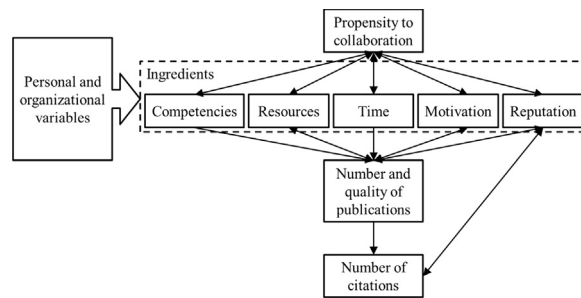 Propensity to
collaboration
Personal and
organizational
variables
Ingredients
Competencies
Resources
Time
Motivation
Reputation
Number and
quality of
publications
Number of
citations